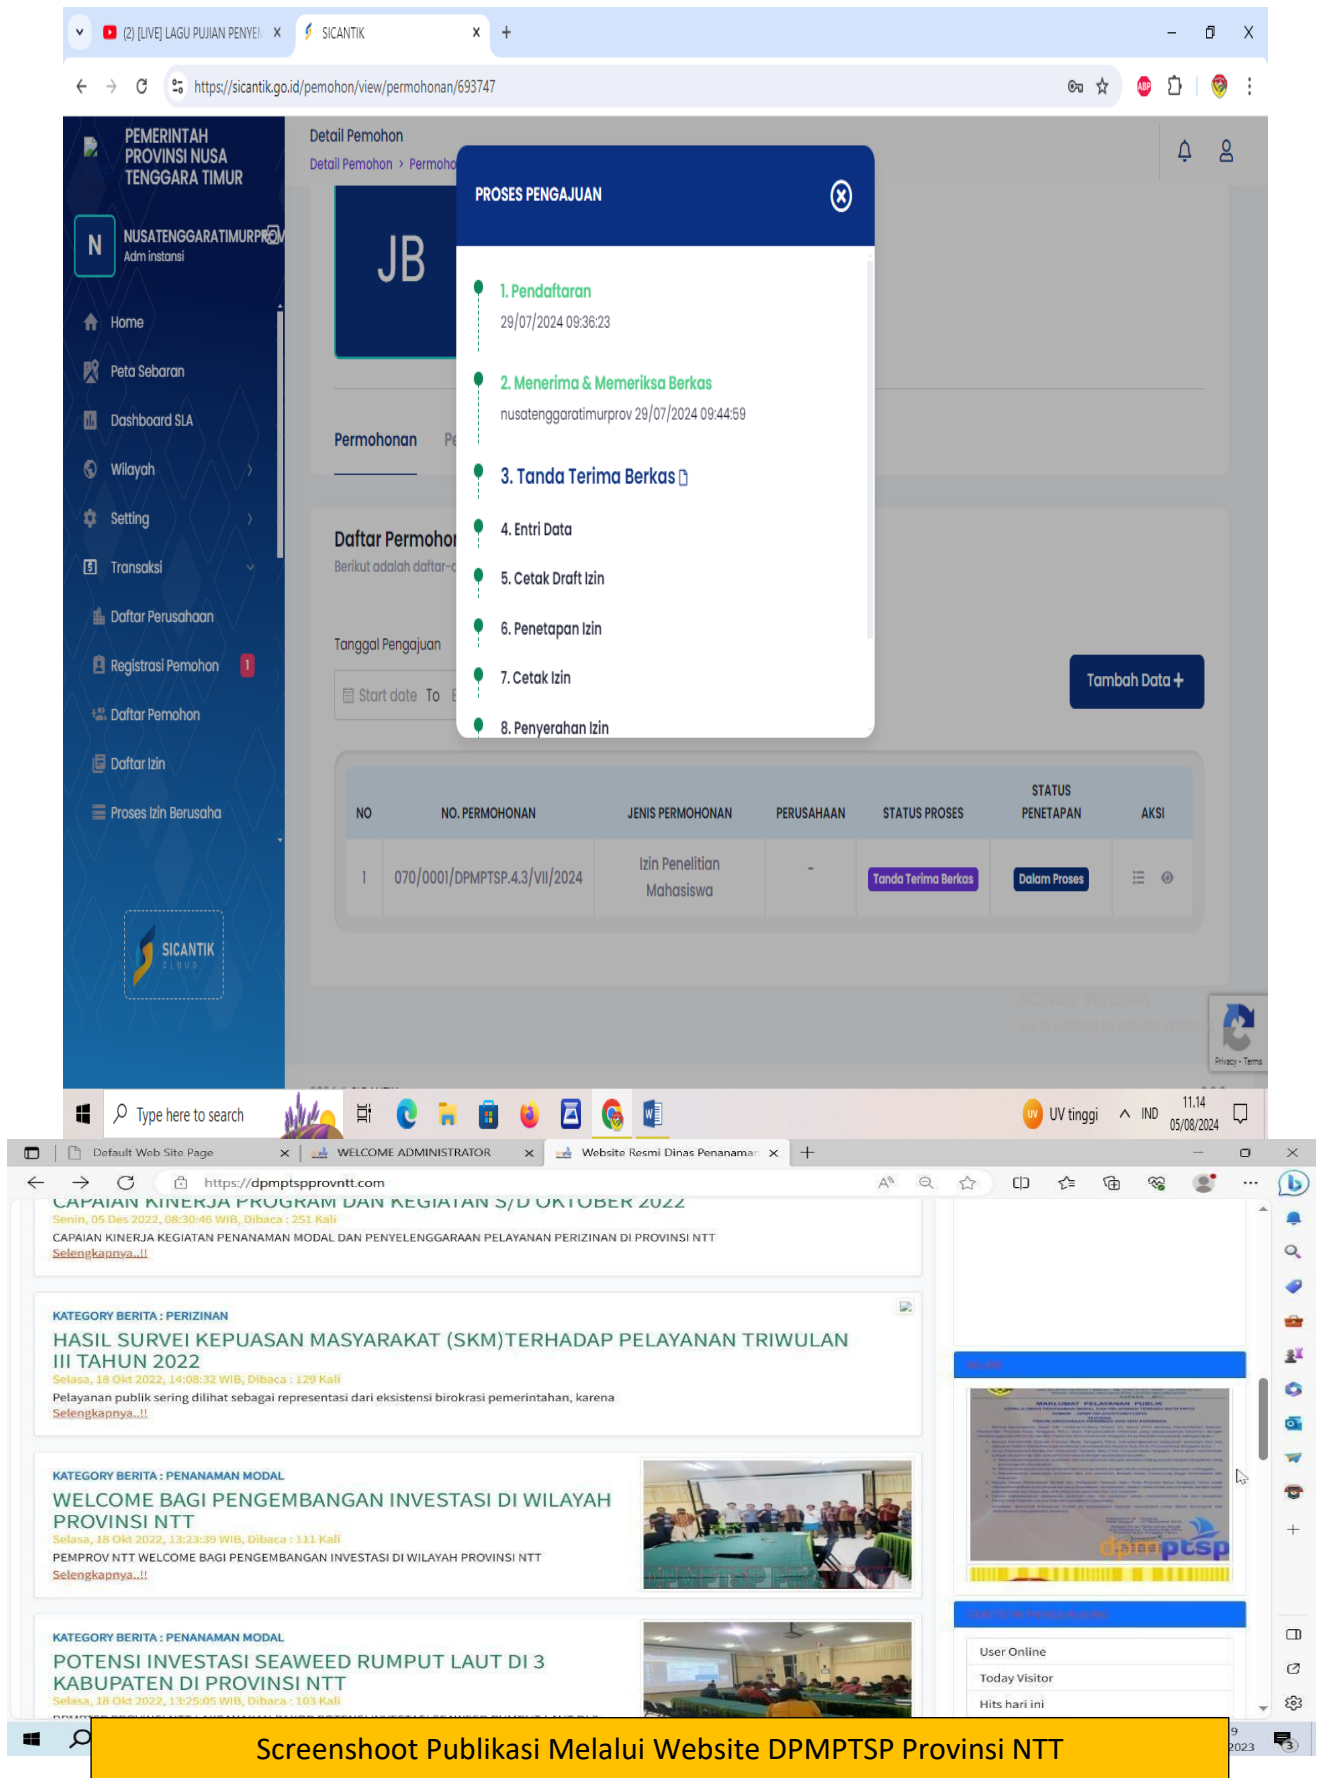 (2) [LIVE] LAGU PUJIAN PENYEM
SICANTIK
https://sicantik.go.id/pemohon/view/permohonan/693747
PEMERINTAH
PROVINSI NUSA
TENGGARA TIMUR
NUSATENGGARATIMURPROV
N
Adm instansi
Home
Peta Sebaran
Dashboard SLA
Wilayah
Setting
Transaksi
Daftar Perusahaan
Registrasi Pemohon 1
Daftar Pemohon
Daftar Izin
Proses Izin Berusaha
SICANTIK
CLOUD
Detail Pemohon
Detail Pemohon > Permoho
JB
Permohonan Pe
Daftar Permohon
Berikut adalah daftar-d
Tanggal Pengajuan
Start date To E
PROSES PENGAJUAN
1. Pendaftaran
29/07/2024 09:36:23
2. Menerima & Memeriksa Berkas
nusatenggaratimurprov 29/07/2024 09:44:59
3. Tanda Terima Berkas
4. Entri Data
5. Cetak Draft Izin
6. Penetapan Izin
7. Cetak Izin
8. Penyerahan Izin
Tambah Data +
NO NO. PERMOHONAN JENIS PERMOHONAN PERUSAHAAN STATUS PROSES STATUS PENETAPAN AKSI
1 070/0001/DPMPTSP.4.3/VII/2024 Izin Penelitian Mahasiswa - Tanda Terima Berkas Dalam Proses
Activate Windows
Privacy - Terms
Type here to search
UV tinggi IND 11.14
05/08/2024
Default Web Site Page
WELCOME ADMINISTRATOR
Website Resmi Dinas Penanaman
https://dpmptspprovntt.com
CAPAIAN KINERJA PROGRAM DAN KEGIATAN S/D OKTOBER 2022
Senin, 05 Des 2022, 08:30:46 WIB, Dibaca : 251 Kali
CAPAIAN KINERJA KEGIATAN PENANAMAN MODAL DAN PENYELENGGARAAN PELAYANAN PERIZINAN DI PROVINSI NTT
Selengkapnya..!!
KATEGORY BERITA : PERIZINAN
HASIL SURVEI KEPUASAN MASYARAKAT (SKM)TERHADAP PELAYANAN TRIWULAN
III TAHUN 2022
Selasa, 18 Okt 2022, 14:08:32 WIB, Dibaca : 129 Kali
Pelayanan publik sering dilihat sebagai representasi dari eksistensi birokrasi pemerintahan, karena
Selengkapnya..!!
KATEGORY BERITA : PENANAMAN MODAL
WELCOME BAGI PENGEMBANGAN INVESTASI DI WILAYAH
PROVINSI NTT
Selasa, 18 Okt 2022, 13:23:39 WIB, Dibaca : 111 Kali
PEMPROV NTT WELCOME BAGI PENGEMBANGAN INVESTASI DI WILAYAH PROVINSI NTT
Selengkapnya..!!
KATEGORY BERITA : PENANAMAN MODAL
POTENSI INVESTASI SEAWEED RUMPUT LAUT DI 3
KABUPATEN DI PROVINSI NTT
Selasa, 18 Okt 2022, 13:25:05 WIB, Dibaca : 103 Kali
IKLAN
MAKLUMAT PELAYANAN PUBLIK
dpmptsp
User Online
Today Visitor
Hits hari ini
Screenshoot Publikasi Melalui Website DPMPTSP Provinsi NTT